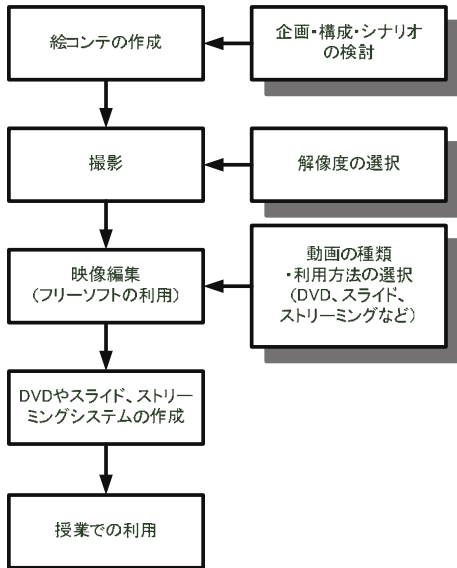 絵コンテの作成
企画・構成・シナリオ
の検討
撮影
解像度の選択
映像編集
（フリーソフトの利用）
動画の種類
・利用方法の選択
（DVD、スライド、
ストリーミングなど）
DVDやスライド、ストリー
ミングシステムの作成
授業での利用